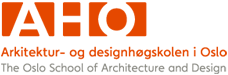 AHO
Arkitektur- og designhøgskolen i Oslo
The Oslo School of Architecture and Design